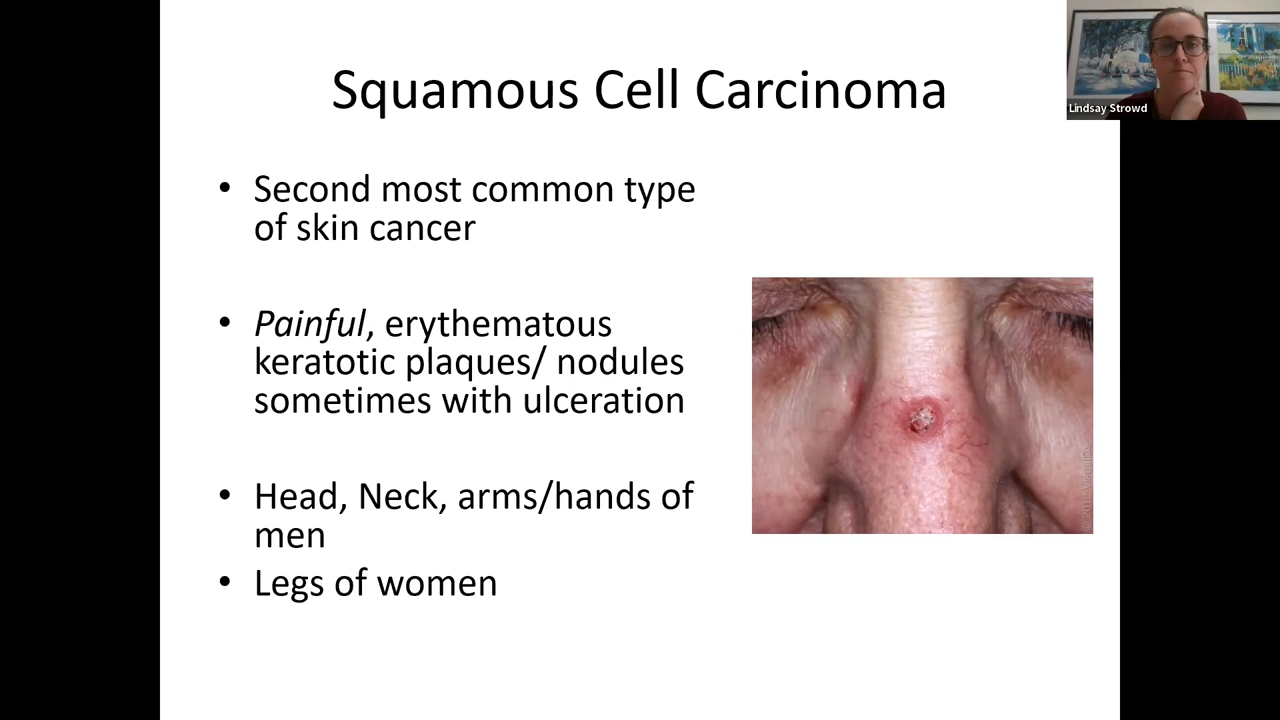 Squamous Cell Carcinoma
Lindsay Strowd
• Second most common type
of skin cancer
• Painful, erythematous
keratotic plaques/ nodules
sometimes with ulceration
• Head, Neck, arms/hands of
men
• Legs of women